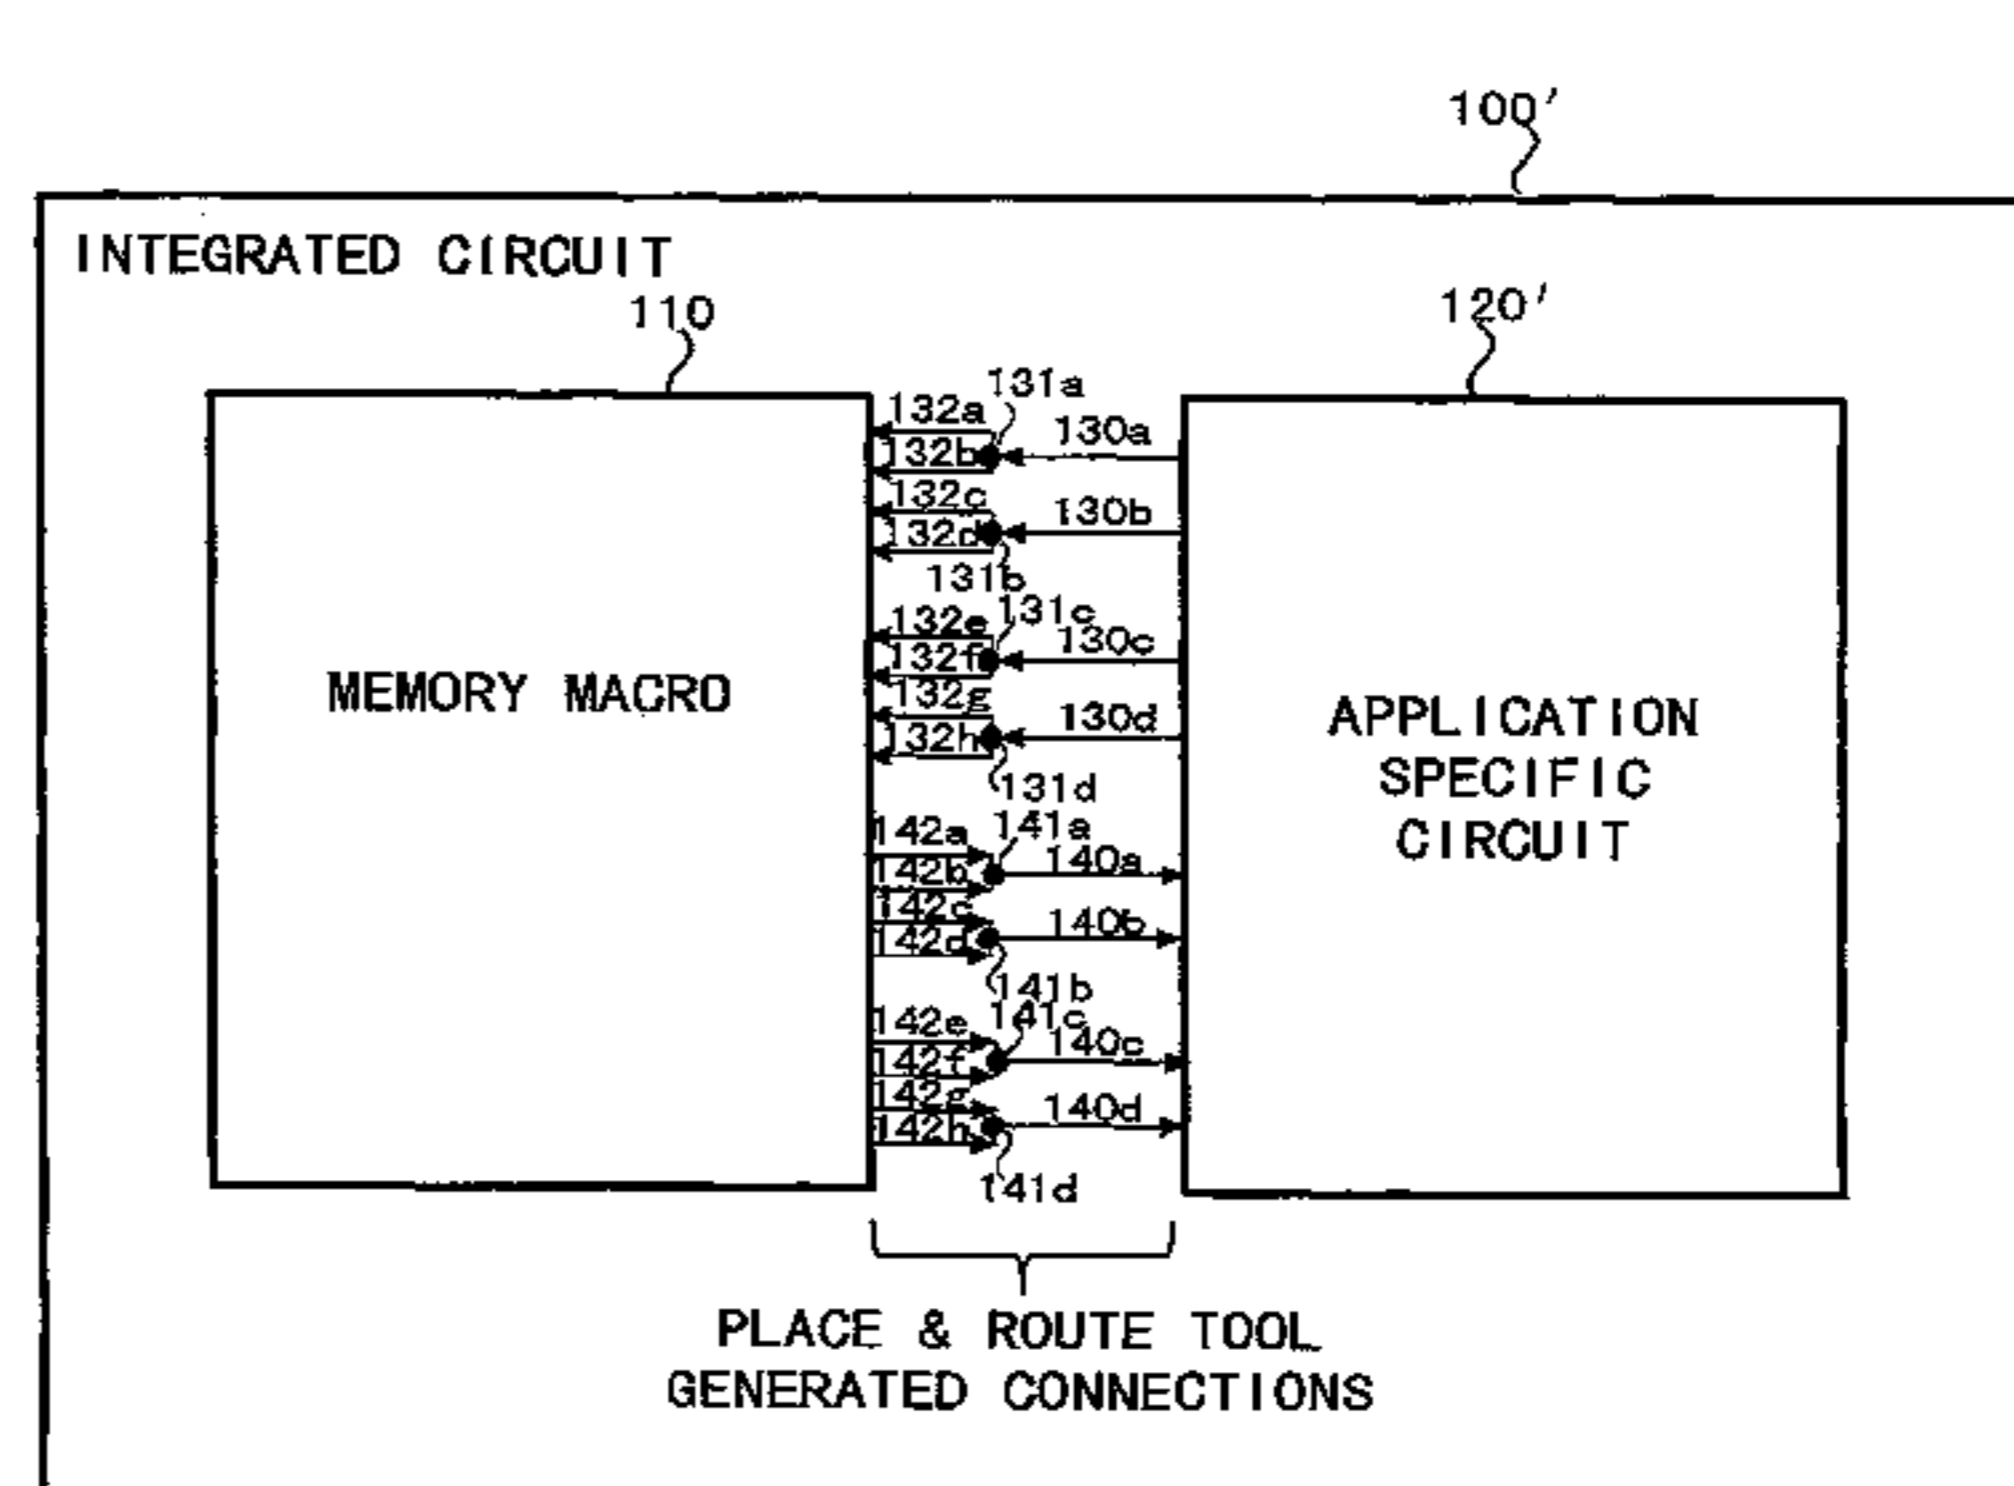 100'
INTEGRATED CIRCUIT
110
120'
131a
132a
130a
132b
132c
130b
132d
131b
131c
132e
130c
132f
132g
130d
132h
131d
MEMORY MACRO
APPLICATION
SPECIFIC
CIRCUIT
142a
141a
140a
142b
142c
140b
142d
141b
141c
142e
140c
142f
142g
140d
142h
141d
PLACE & ROUTE TOOL
GENERATED CONNECTIONS